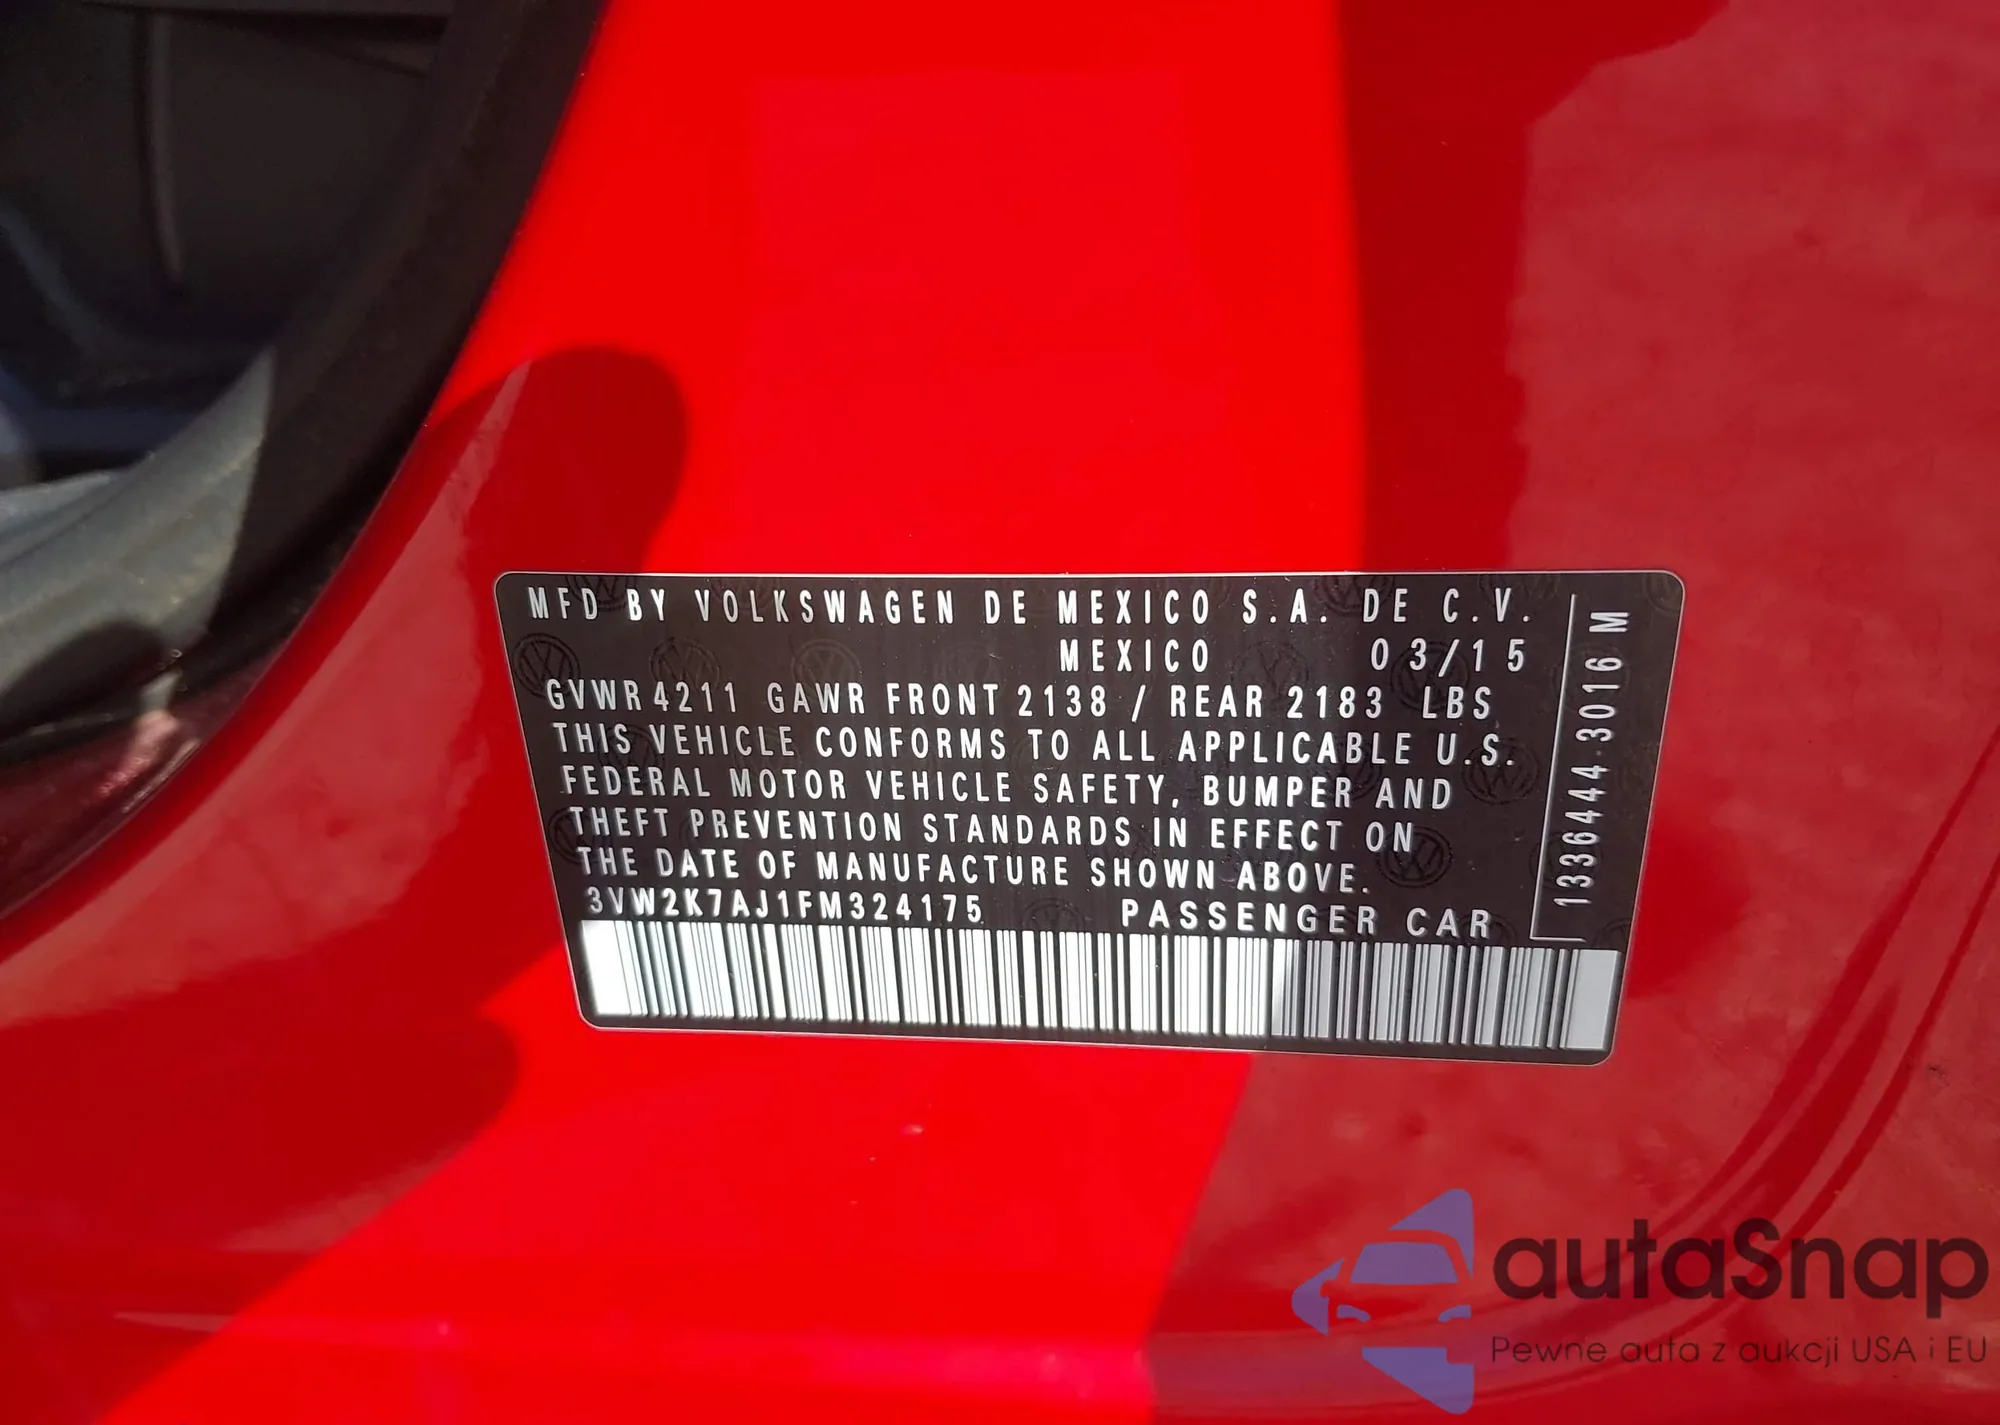 MFD BY VOLKSWAGEN DE MEXICO S.A. DE C.V.
MEXICO 03/15
GVWR 4211 GAWR FRONT 2138 / REAR 2183 LBS
THIS VEHICLE CONFORMS TO ALL APPLICABLE U.S.
FEDERAL MOTOR VEHICLE SAFETY, BUMPER AND
THEFT PREVENTION STANDARDS IN EFFECT ON
THE DATE OF MANUFACTURE SHOWN ABOVE.
3VW2K7AJ1FM324175 PASSENGER CAR
1336444.3016 M
autaSnap
Pewne auta z aukcji USA i EU